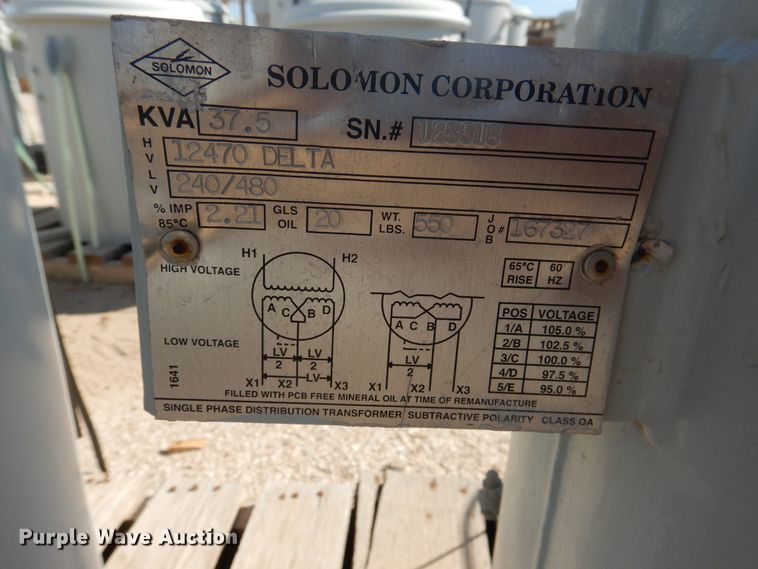 SOLOMON
SOLOMON CORPORATION
KVA 37.5 SN.#
HV 12470 DELTA
LV 240/480
% IMP 85°C 2.21 GLS OIL 20 WT. LBS. 550 JOB # 167327
H1 H2
HIGH VOLTAGE
65°C RISE 60 HZ
A C B D
A C B D
LOW VOLTAGE
LV 2 LV 2
LV
LV 2
X1 X2 X3
X1 X2 X3
POS VOLTAGE
1/A 105.0 %
2/B 102.5 %
3/C 100.0 %
4/D 97.5 %
5/E 95.0 %
1641
FILLED WITH PCB FREE MINERAL OIL AT TIME OF REMANUFACTURE
SINGLE PHASE DISTRIBUTION TRANSFORMER SUBTRACTIVE POLARITY CLASS OA
Purple Wave Auction